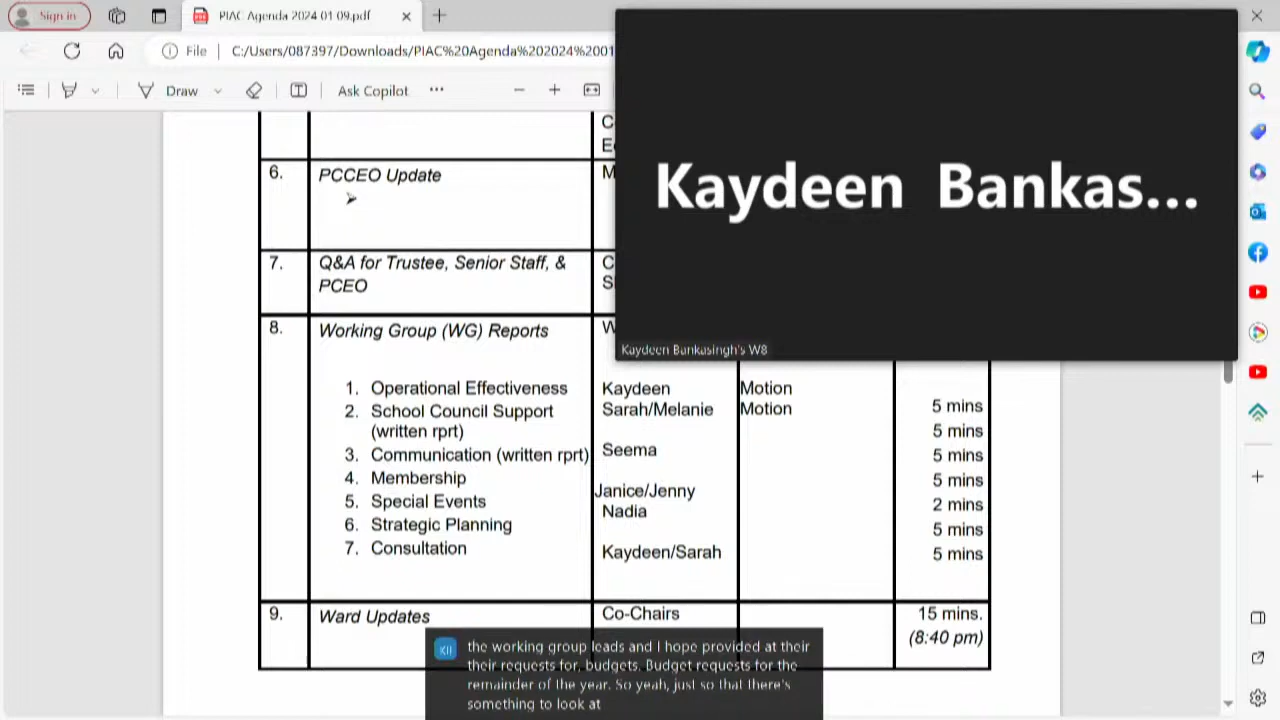 Sign in
PIAC Agenda 2024 01 09.pdf
File
C:/Users/087397/Downloads/PIAC%20Agenda%202024%201
Draw
Ask Copilot
C
E
6.
PCCEO Update
M
7.
Q&A for Trustee, Senior Staff, &
PCEO
C
S
8.
Working Group (WG) Reports
W
Kaydeen Bankas...
Kaydeen Bankasingh's W8
1. Operational Effectiveness
Kaydeen
Motion
5 mins
2. School Council Support
(written rprt)
Sarah/Melanie
Motion
5 mins
3. Communication (written rprt)
Seema
5 mins
4. Membership
Janice/Jenny
5 mins
5. Special Events
Nadia
2 mins
6. Strategic Planning
5 mins
7. Consultation
Kaydeen/Sarah
5 mins
9.
Ward Updates
Co-Chairs
15 mins.
(8:40 pm)
KII
the working group leads and I hope provided at their
their requests for, budgets. Budget requests for the
remainder of the year. So yeah, just so that there's
something to look at